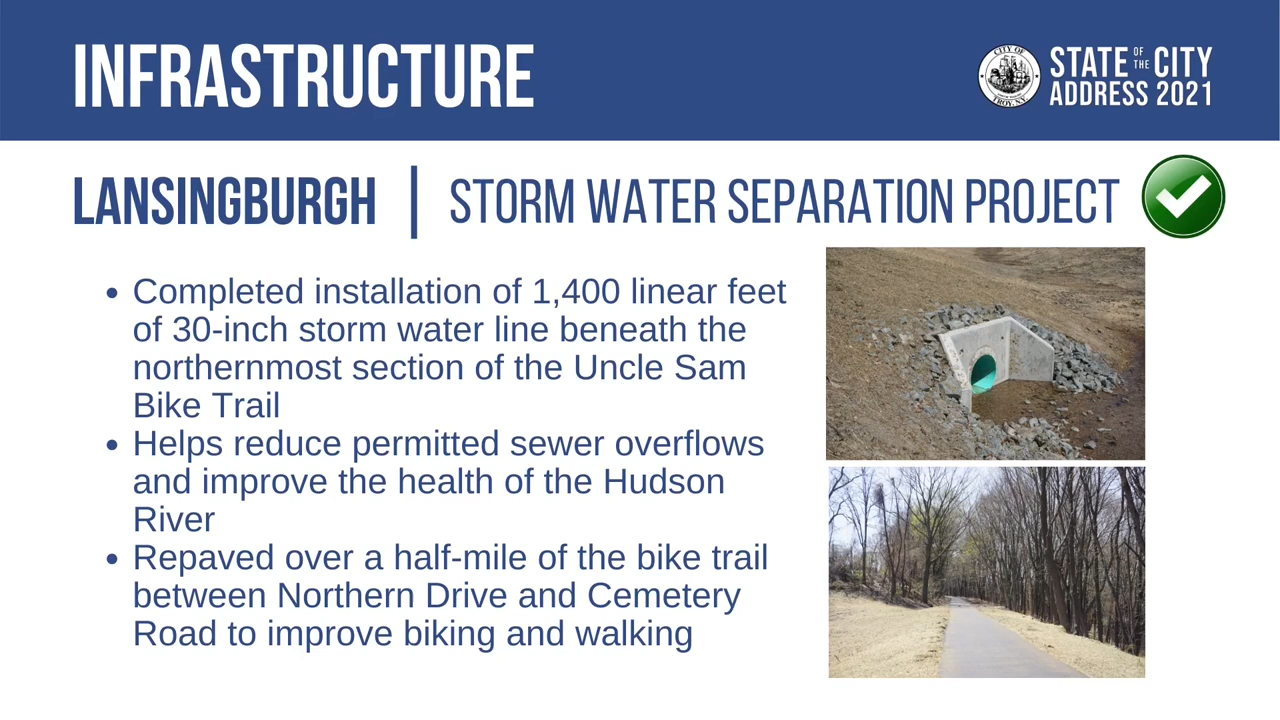 INFRASTRUCTURE
CITY OF
TROY, N.Y.
STATE OF THE CITY
ADDRESS 2021
LANSINGBURGH | STORM WATER SEPARATION PROJECT
• Completed installation of 1,400 linear feet
of 30-inch storm water line beneath the
northernmost section of the Uncle Sam
Bike Trail
• Helps reduce permitted sewer overflows
and improve the health of the Hudson
River
• Repaved over a half-mile of the bike trail
between Northern Drive and Cemetery
Road to improve biking and walking